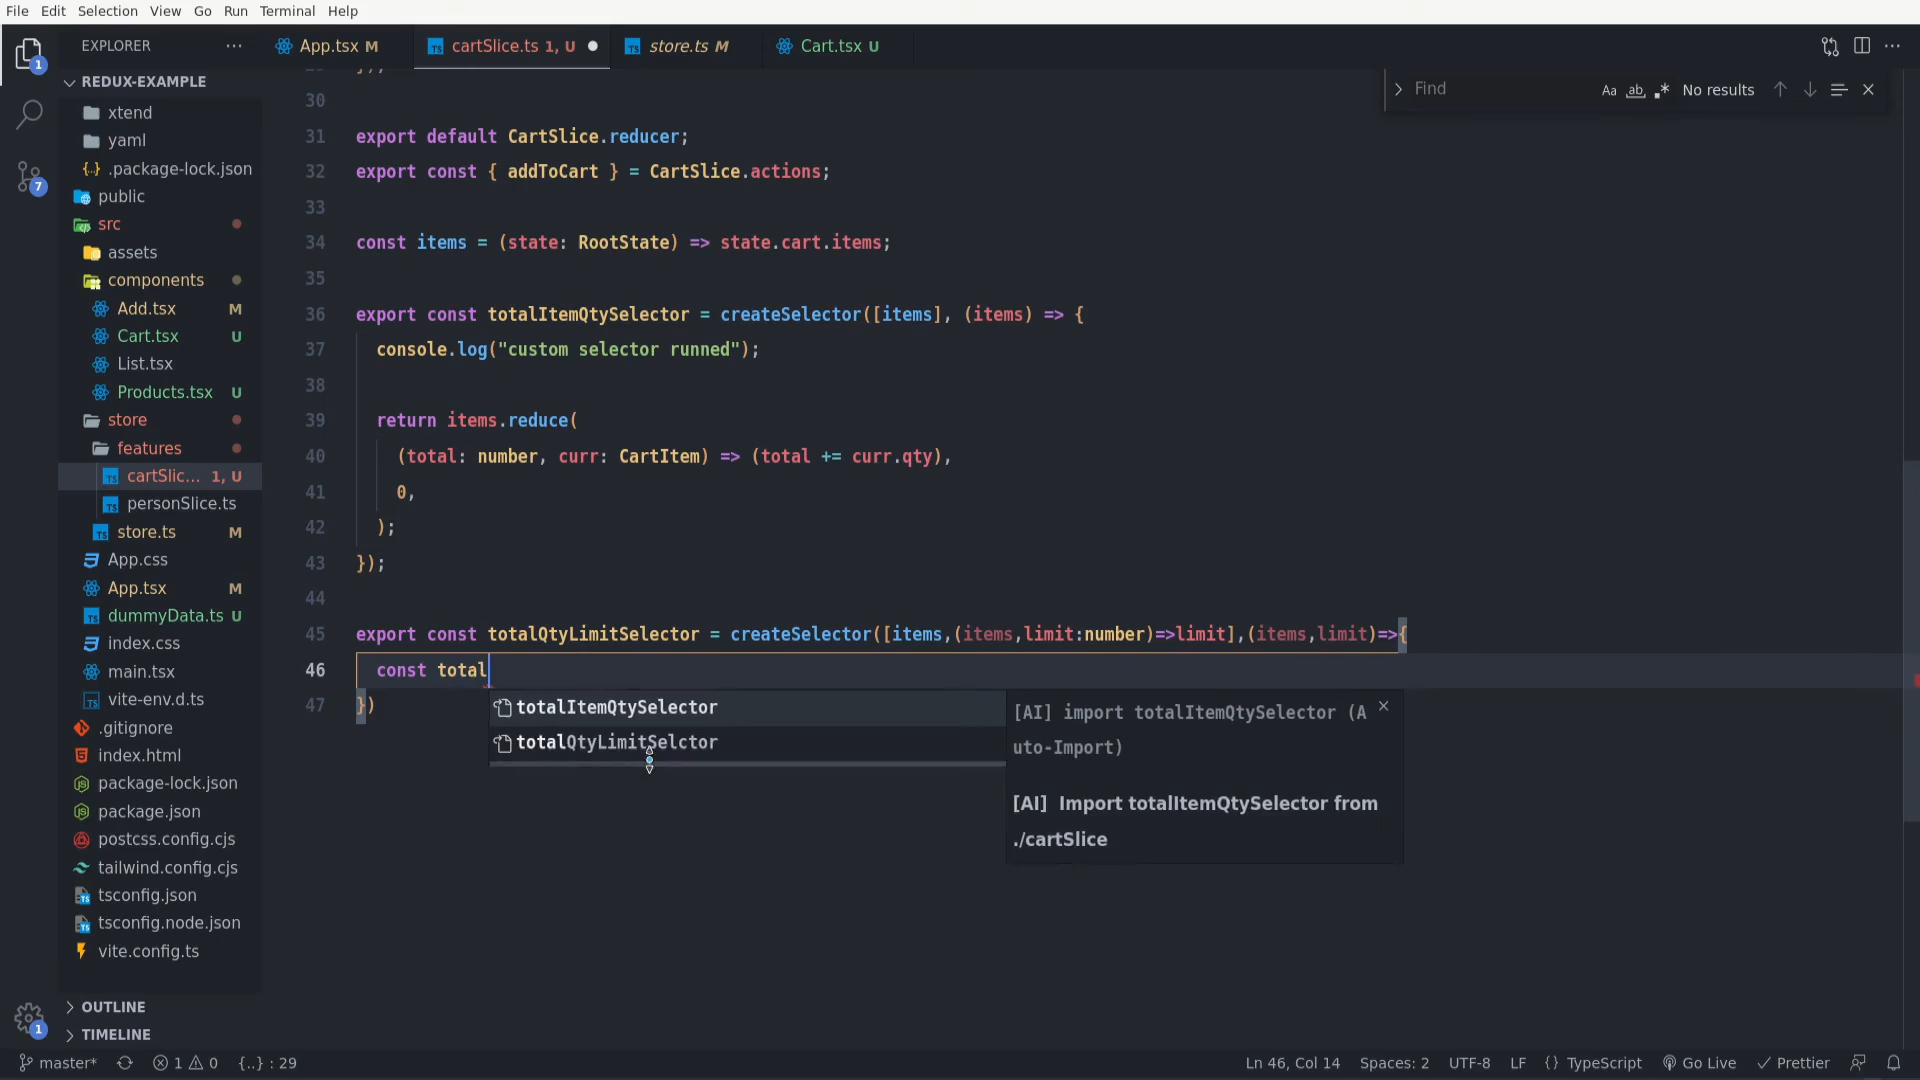 File Edit Selection View Go Run Terminal Help
EXPLORER
App.tsx M
cartSlice.ts 1, U
store.ts M
Cart.tsx U
REDUX-EXAMPLE
xtend
yaml
.package-lock.json
public
src
assets
components
Add.tsx M
Cart.tsx U
List.tsx
Products.tsx U
store
features
cartSlic... 1, U
personSlice.ts
store.ts M
App.css
App.tsx M
dummyData.ts U
index.css
main.tsx
vite-env.d.ts
.gitignore
index.html
package-lock.json
package.json
postcss.config.cjs
tailwind.config.cjs
tsconfig.json
tsconfig.node.json
vite.config.ts
OUTLINE
TIMELINE
Find Aa ab No results
30
31 export default CartSlice.reducer;
32 export const { addToCart } = CartSlice.actions;
33
34 const items = (state: RootState) => state.cart.items;
35
36 export const totalItemQtySelector = createSelector([items], (items) => {
37 console.log("custom selector runned");
38
39 return items.reduce(
40 (total: number, curr: CartItem) => (total += curr.qty),
41 0,
42 );
43 });
44
45 export const totalQtyLimitSelector = createSelector([items,(items,limit:number)=>limit],(items,limit)=>{
46 const total
47 })
totalItemQtySelector
totalQtyLimitSelctor
[AI] import totalItemQtySelector (A
uto-Import)
[AI] Import totalItemQtySelector from
./cartSlice
master* 1 0 {..} : 29 Ln 46, Col 14 Spaces: 2 UTF-8 LF {} TypeScript Go Live Prettier